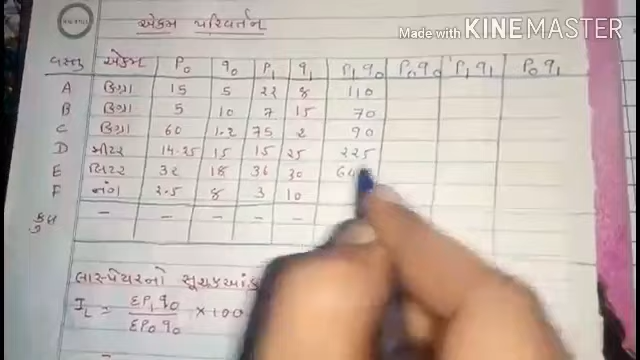 Made with KINEMASTER
એકમ પરિવર્તન
વસ્તુ એકમ P₀ q₀ P₁ q₁ P₁q₀ P₀q₀ P₁q₁ P₀q₁
A કિગ્રા 15 5 22 8 110
B કિગ્રા 5 10 7 15 70
C કિગ્રા 60 1.2 75 2 90
D મીટર 14.25 15 15 25 225
E લિટર 32 18 36 30
F નંગ 2.5 8 3 10
કુલ - - - -
લાસ્પેયરનો સૂચકઆંક
I_L = ΣP₁q₀ / ΣP₀q₀ × 100